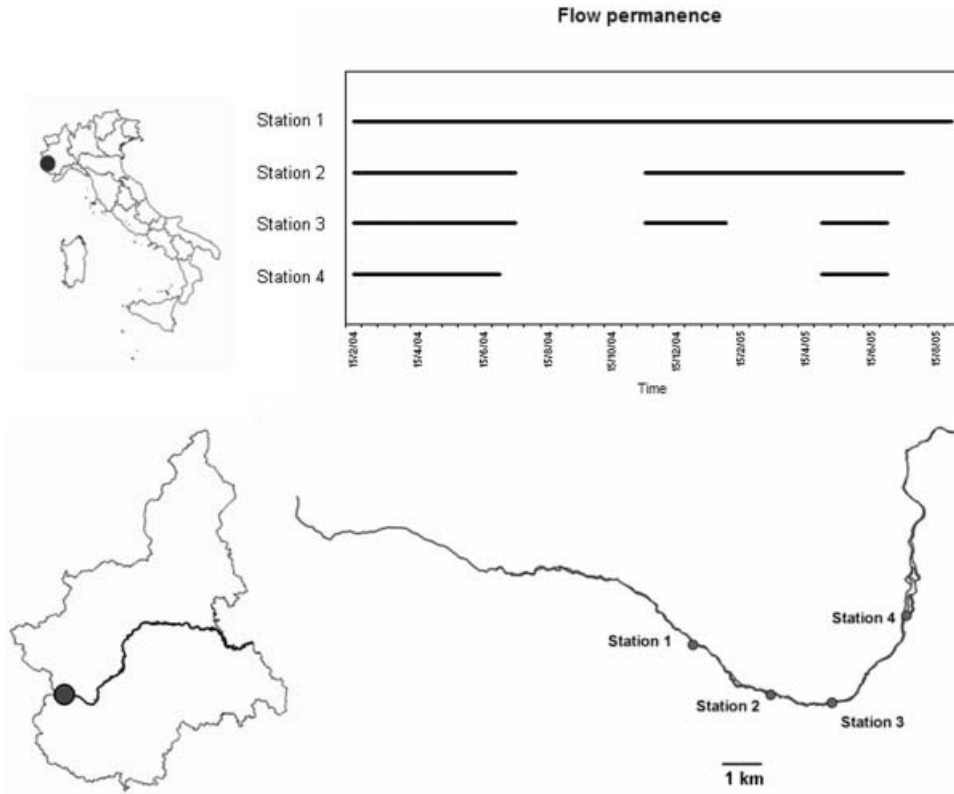 Flow permanence
Station 1
Station 2
Station 3
Station 4
15/2/04
15/4/04
15/6/04
15/8/04
15/10/04
15/12/04
15/2/05
15/4/05
15/6/05
15/8/05
Time
Station 1
Station 2
Station 3
Station 4
1 km